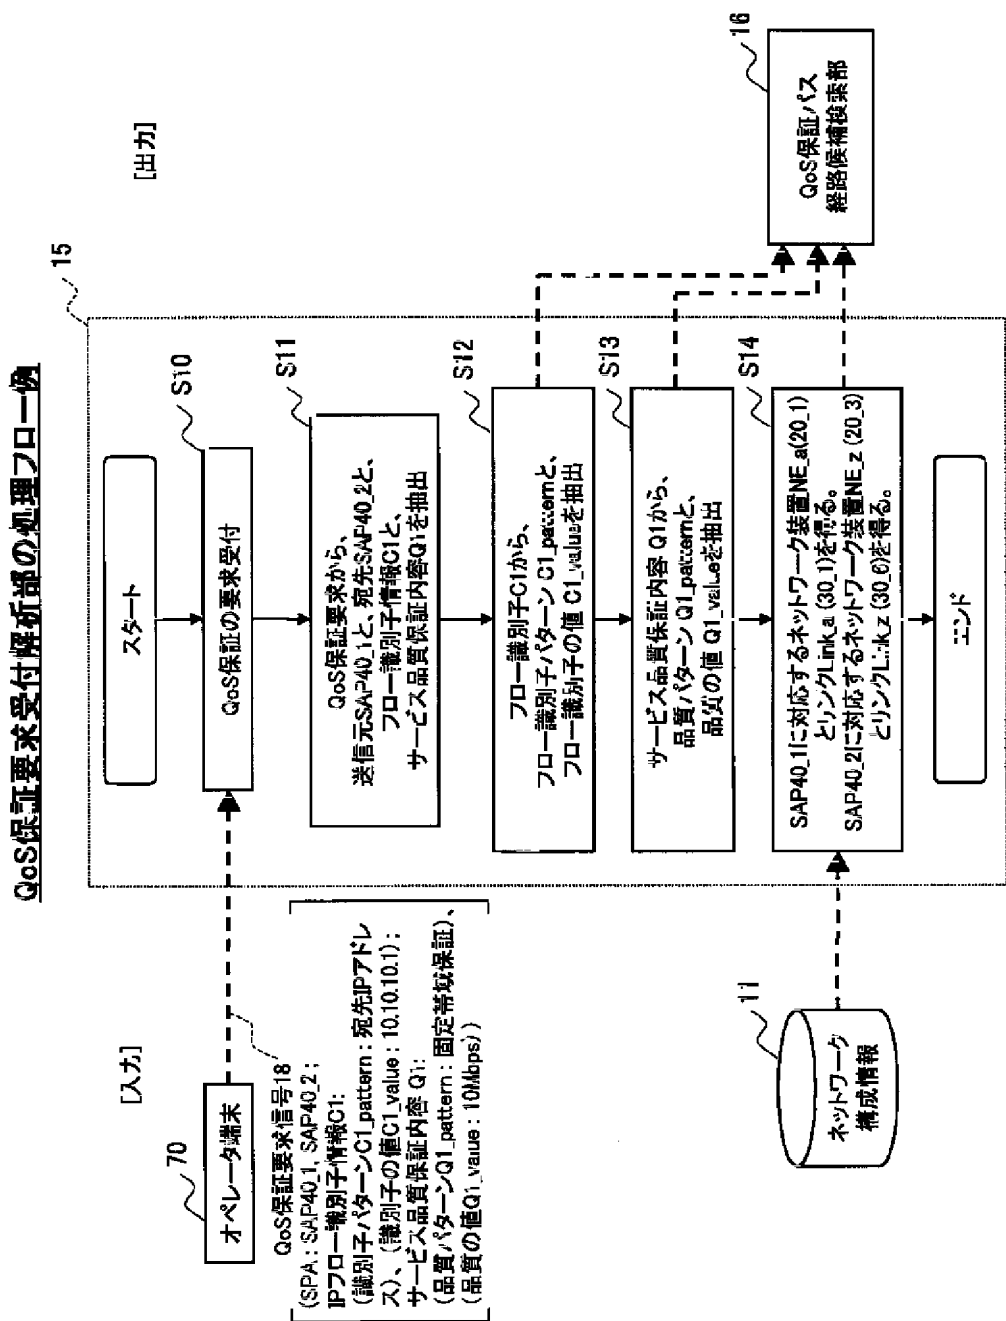 QoS保証要求受付解析部の処理フロー例
[入力]
[出力]
70
オペレータ端末
QoS保証要求信号18
(SPA : SAP40_1, SAP40_2 ;
IPフロー識別子情報C1:
(識別子パターンC1_pattern : 宛先IPアドレ
ス)、(識別子の値C1_value : 10.10.10.1) ;
サービス品質保証内容 Q1:
(品質パターンQ1_pattern : 固定帯域保証)、
(品質の値Q1_value : 10Mbps))
11
ネットワーク
構成情報
15
スタート
S10
QoS保証の要求受付
S11
QoS保証要求から、
送信元SAP40_1と、宛先SAP40_2と、
フロー識別子情報C1と、
サービス品質保証内容Q1を抽出
S12
フロー識別子C1から、
フロー識別子パターン C1_patternと、
フロー識別子の値 C1_valueを抽出
S13
サービス品質保証内容 Q1から、
品質パターン Q1_patternと、
品質の値 Q1_valueを抽出
S14
SAP40_1に対応するネットワーク装置NE_a(20_1)
とリンクLink_a (30_1)を得る。
SAP40_2に対応するネットワーク装置NE_z (20_3)
とリンクLink_z (30_6)を得る。
エンド
16
QoS保証パス
経路候補検索部